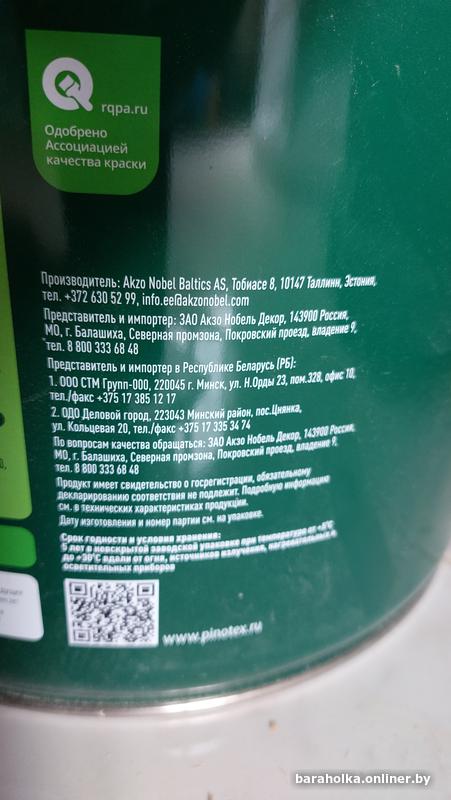 rqpa.ru
Одобрено
Ассоциацией
качества краски
Производитель: Akzo Nobel Baltics AS, Тобиасе 8, 10147 Таллинн, Эстония,
тел. +372 630 52 99, info.ee@akzonobel.com
Представитель и импортер: ЗАО Акзо Нобель Декор, 143900 Россия,
МО, г. Балашиха, Северная промзона, Покровский проезд, владение 9,
тел. 8 800 333 68 48
Представитель и импортер в Республике Беларусь (РБ):
1. ООО СТМ Групп-000, 220045 г. Минск, ул. Н.Орды 23, пом.328, офис 10,
тел./факс +375 17 385 12 17
2. ОДО Деловой город, 223043 Минский район, пос.Цнянка,
ул. Кольцевая 20, тел./факс +375 17 335 34 74
По вопросам качества обращаться: ЗАО Акзо Нобель Декор, 143900 Россия,
МО, г. Балашиха, Северная промзона, Покровский проезд, владение 9,
тел. 8 800 333 68 48
Продукт имеет свидетельство о госрегистрации, обязательному
декларированию соответствия не подлежит. Подробную информацию
см. в технических характеристиках продукции.
Дату изготовления и номер партии см. на упаковке.
Срок годности и условия хранения:
5 лет в невскрытой заводской упаковке при температуре от +5°C
до +30°C вдали от огня, источников излучения, нагревательных и
осветительных приборов
www.pinotex.ru
baraholka.onliner.by